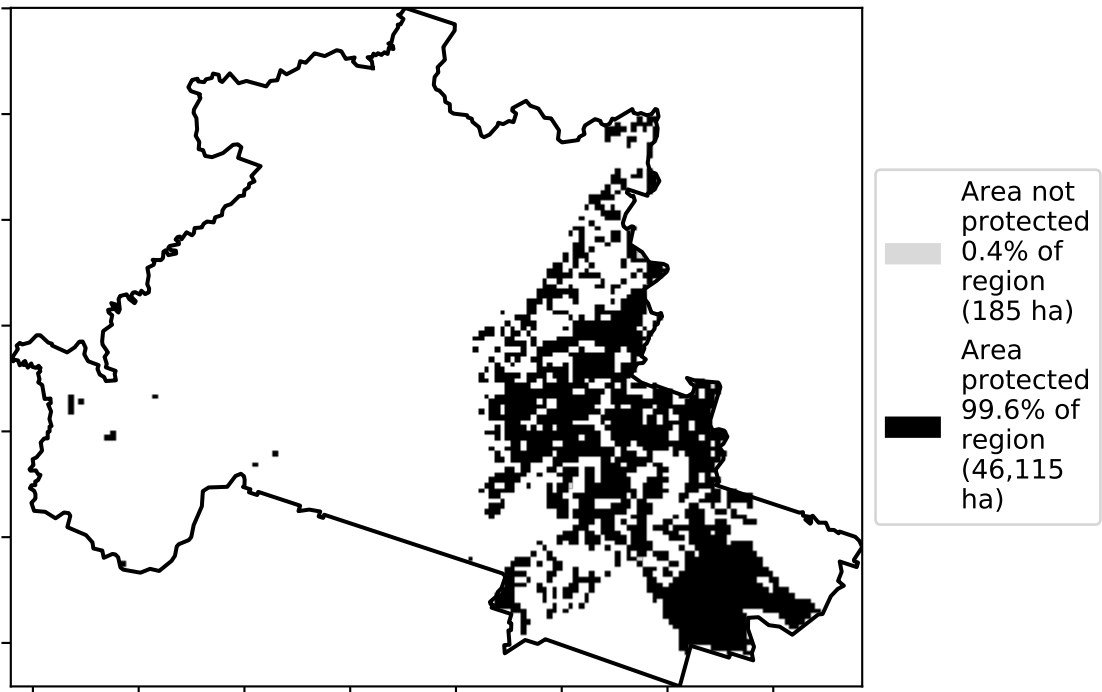 Area not
protected
0.4% of
region
(185 ha)
Area
protected
99.6% of
region
(46,115
ha)